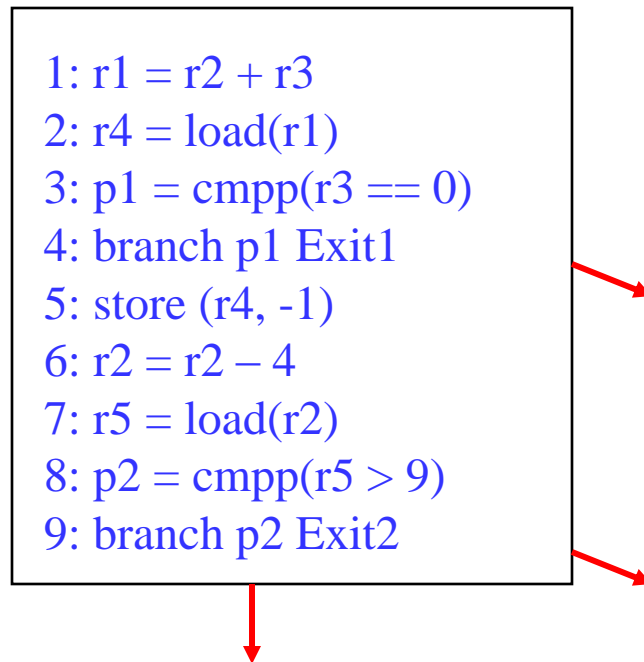 1: r1 = r2 + r3
2: r4 = load(r1)
3: p1 = cmpp(r3 == 0)
4: branch p1 Exit1
5: store (r4, -1)
6: r2 = r2 – 4
7: r5 = load(r2)
8: p2 = cmpp(r5 > 9)
9: branch p2 Exit2